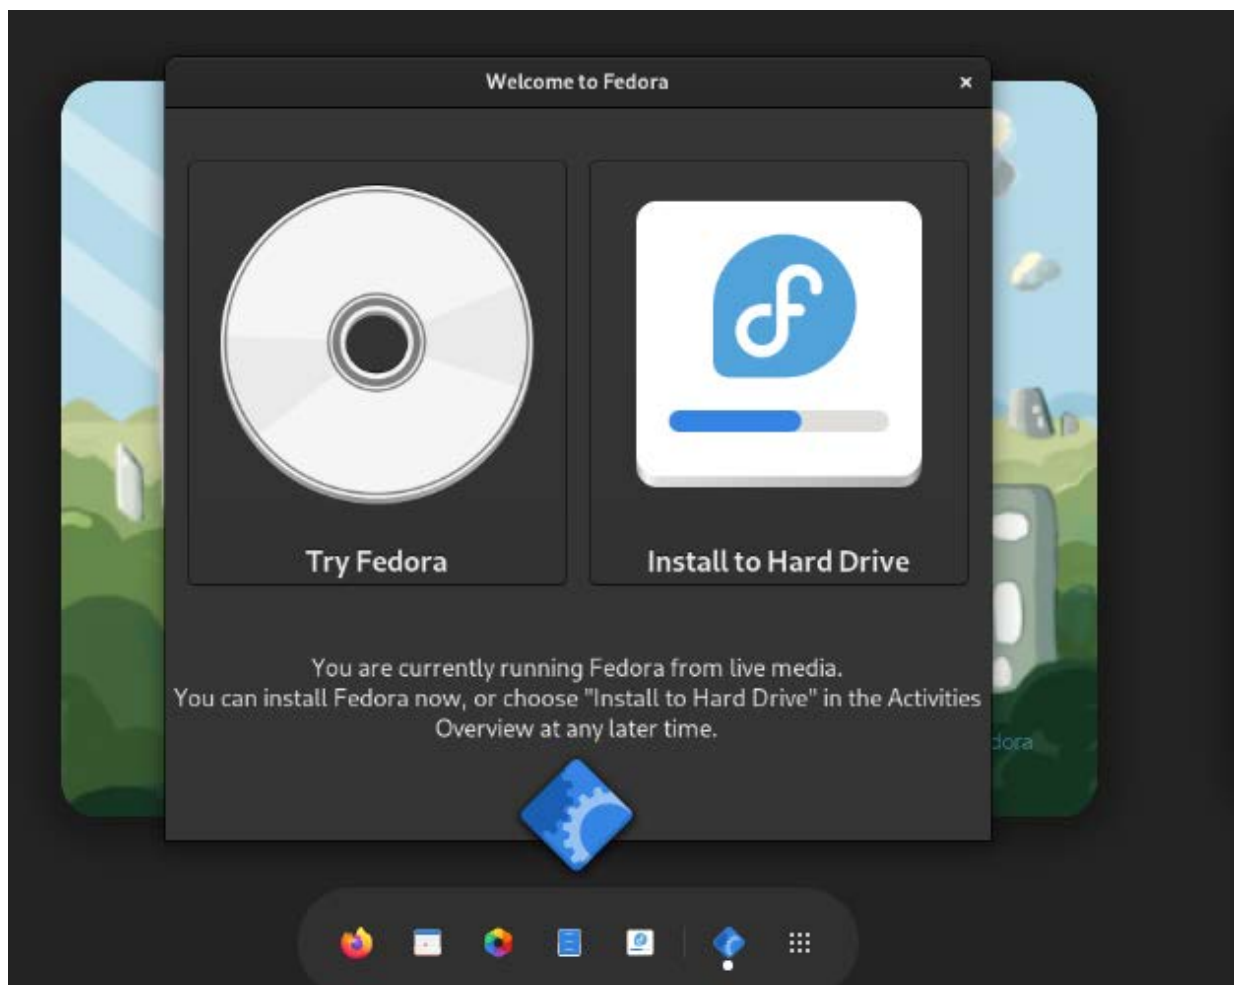 Welcome to Fedora
Try Fedora
Install to Hard Drive
You are currently running Fedora from live media.
You can install Fedora now, or choose "Install to Hard Drive" in the Activities
Overview at any later time.
dora